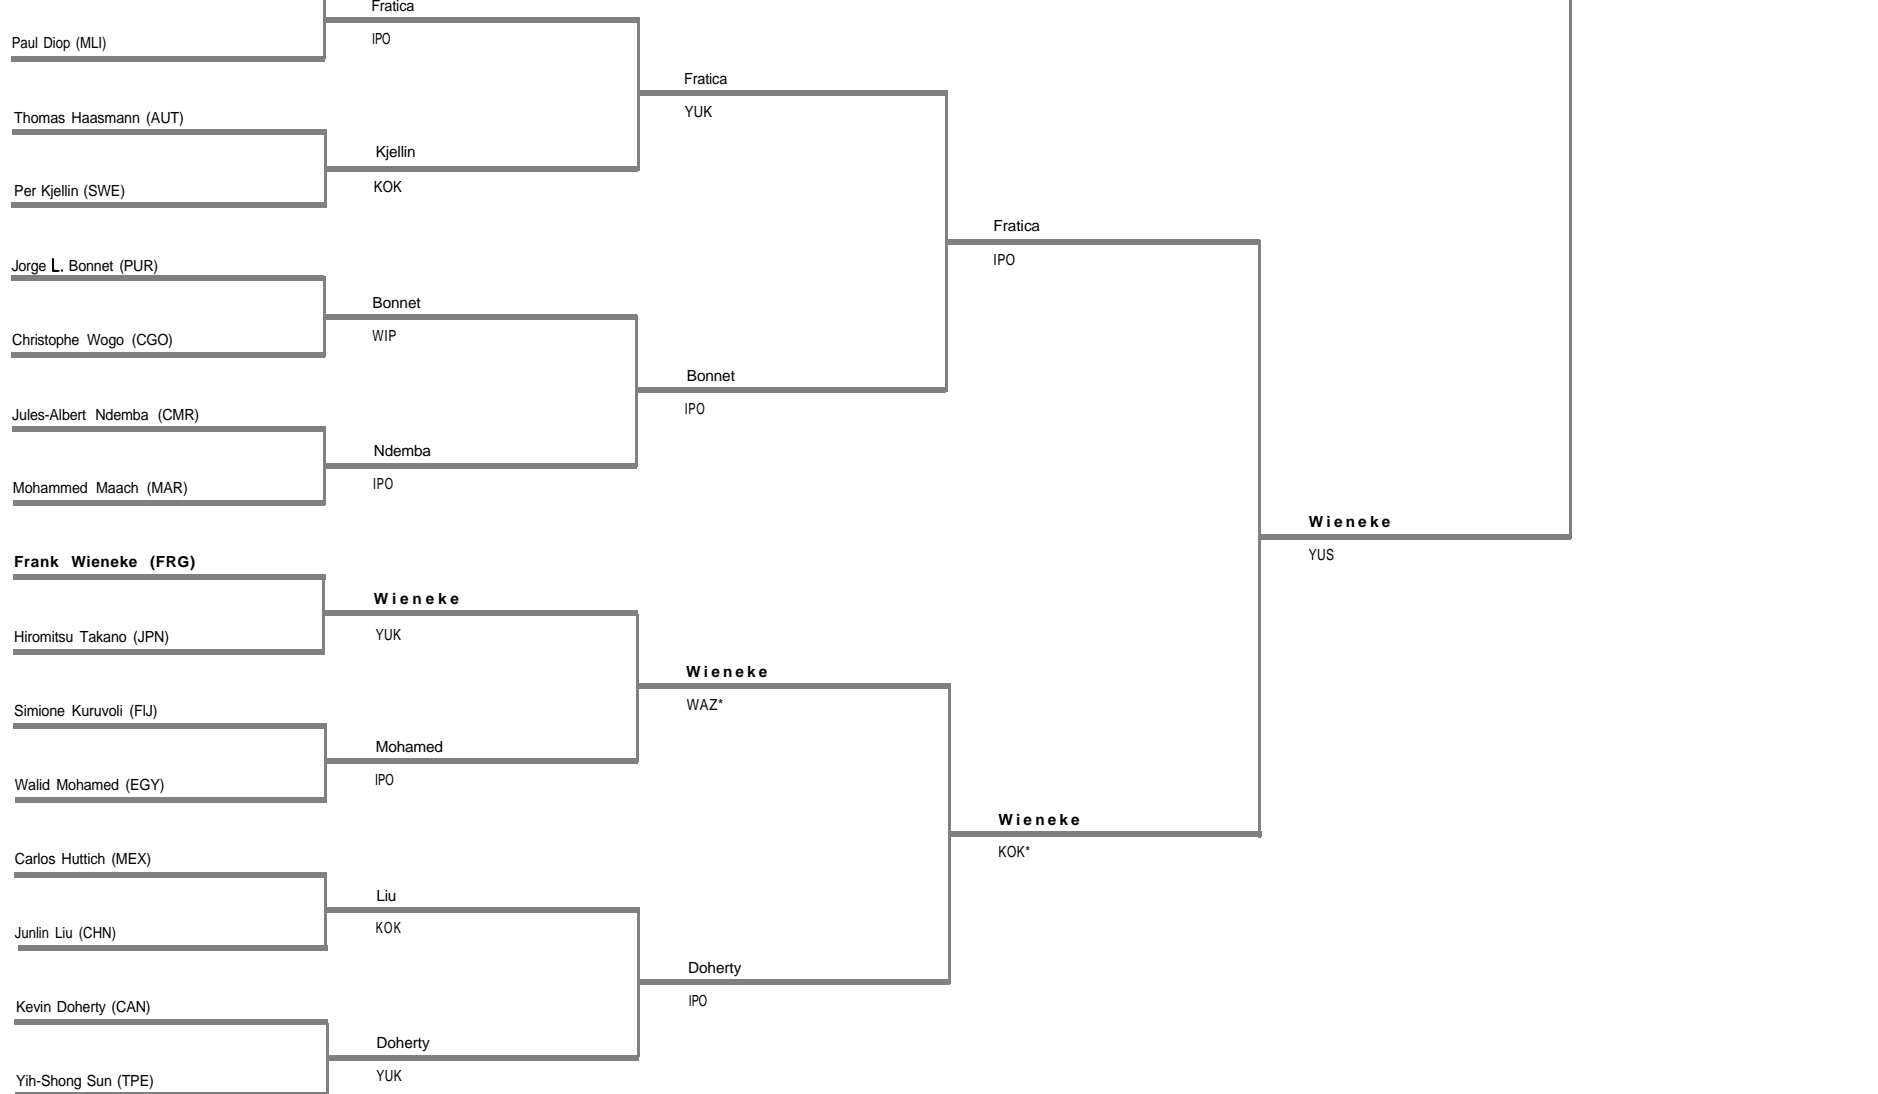 Fratica
IPO
Paul Diop (MLI)
Fratica
YUK
Thomas Haasmann (AUT)
Kjellin
KOK
Per Kjellin (SWE)
Fratica
IPO
Jorge L. Bonnet (PUR)
Bonnet
WIP
Christophe Wogo (CGO)
Bonnet
IPO
Jules-Albert Ndemba (CMR)
Ndemba
IPO
Mohammed Maach (MAR)
Wieneke
YUS
Frank Wieneke (FRG)
Wieneke
YUK
Hiromitsu Takano (JPN)
Wieneke
WAZ*
Simione Kuruvoli (FIJ)
Mohamed
IPO
Walid Mohamed (EGY)
Wieneke
KOK*
Carlos Huttich (MEX)
Liu
KOK
Junlin Liu (CHN)
Doherty
IPO
Kevin Doherty (CAN)
Doherty
YUK
Yih-Shong Sun (TPE)